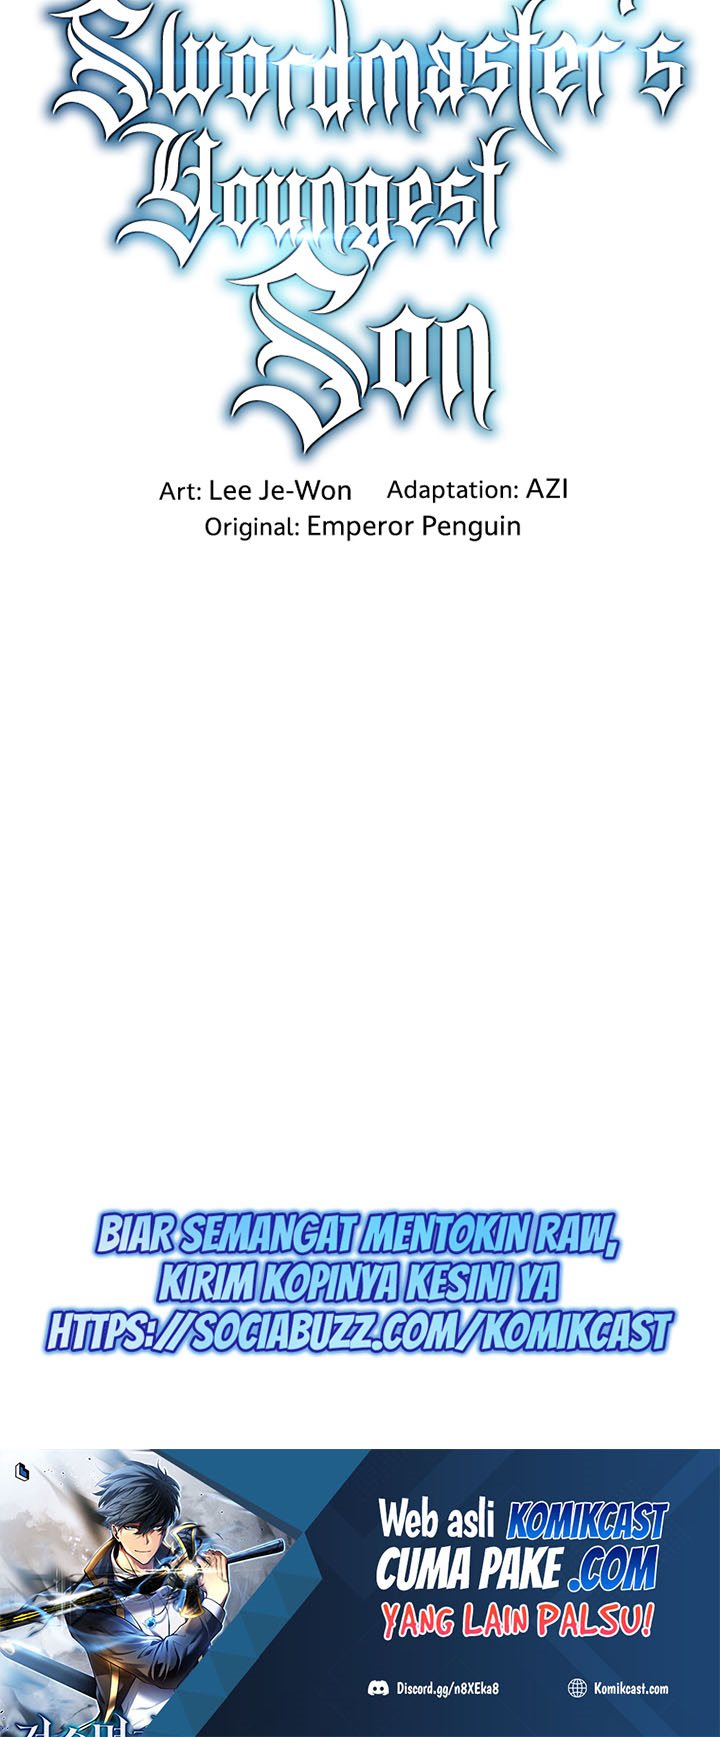 Swordmaster's
Youngest
Son
Art: Lee Je-Won Adaptation: AZI
Original: Emperor Penguin
BIAR SEMANGAT MENTOKIN RAW,
KIRIM KOPINYA KESINI YA
HTTPS://SOCIABUZZ.COM/KOMIKCAST
Web asli KOMIKCAST
CUMA PAKE .COM
YANG LAIN PALSU!
Discord.gg/n8XEka8 Komikcast.com